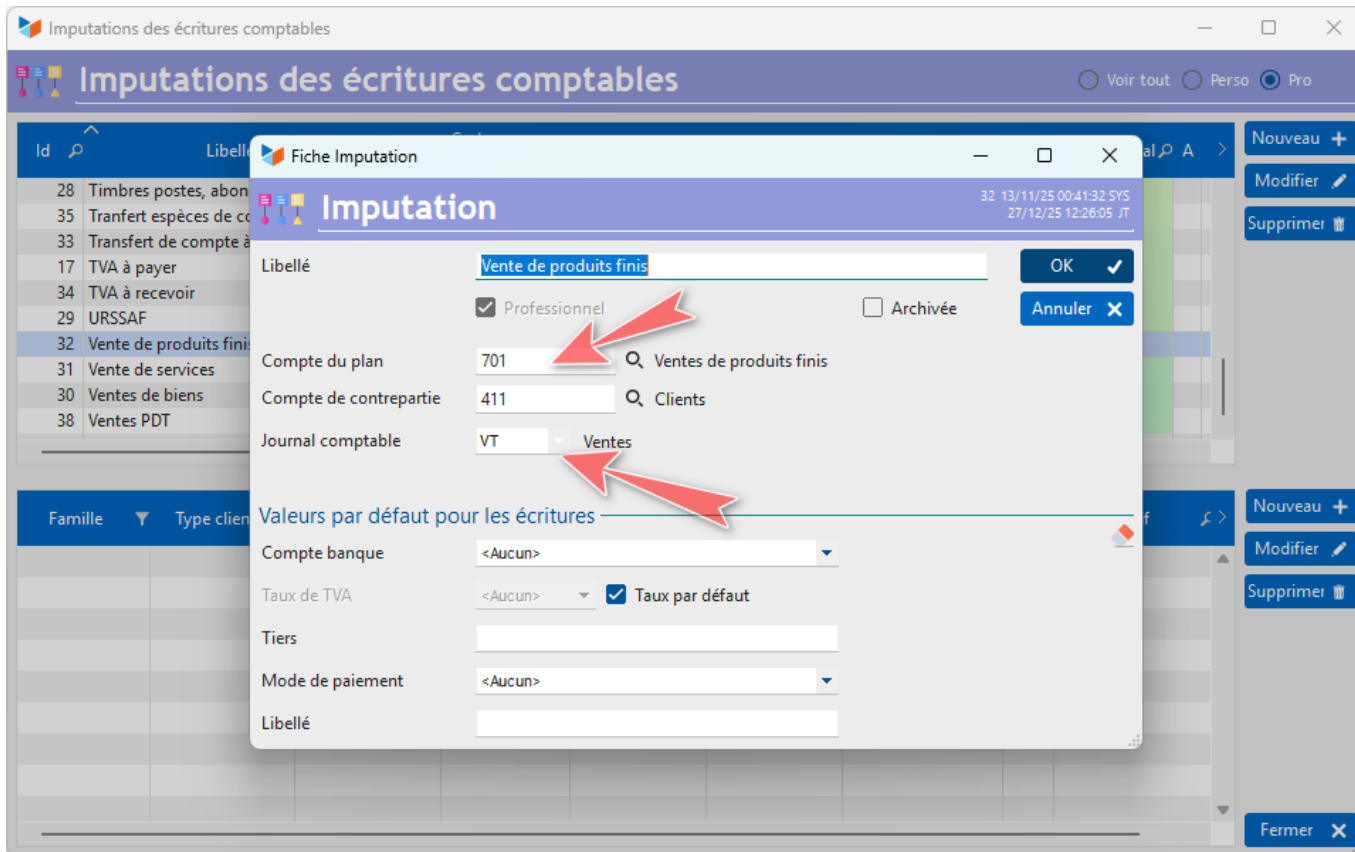 Imputations des écritures comptables
Imputations des écritures comptables
Voir tout Perso Pro
Id Libell A
Nouveau
Modifier
Supprimer
28 Timbres postes, abon
35 Tranfert espèces de c
33 Transfert de compte à
17 TVA à payer
34 TVA à recevoir
29 URSSAF
32 Vente de produits finis
31 Vente de services
30 Ventes de biens
38 Ventes PDT
Fiche Imputation
Imputation
32 13/11/25 00:41:32 SYS
27/12/25 12:26:05 JT
Libellé Vente de produits finis OK
Professionnel Archivée Annuler
Compte du plan 701 Ventes de produits finis
Compte de contrepartie 411 Clients
Journal comptable VT Ventes
Valeurs par défaut pour les écritures
Compte banque <Aucun>
Taux de TVA <Aucun> Taux par défaut
Tiers
Mode de paiement <Aucun>
Libellé
Famille Type clien
Nouveau
Modifier
Supprimer
Fermer